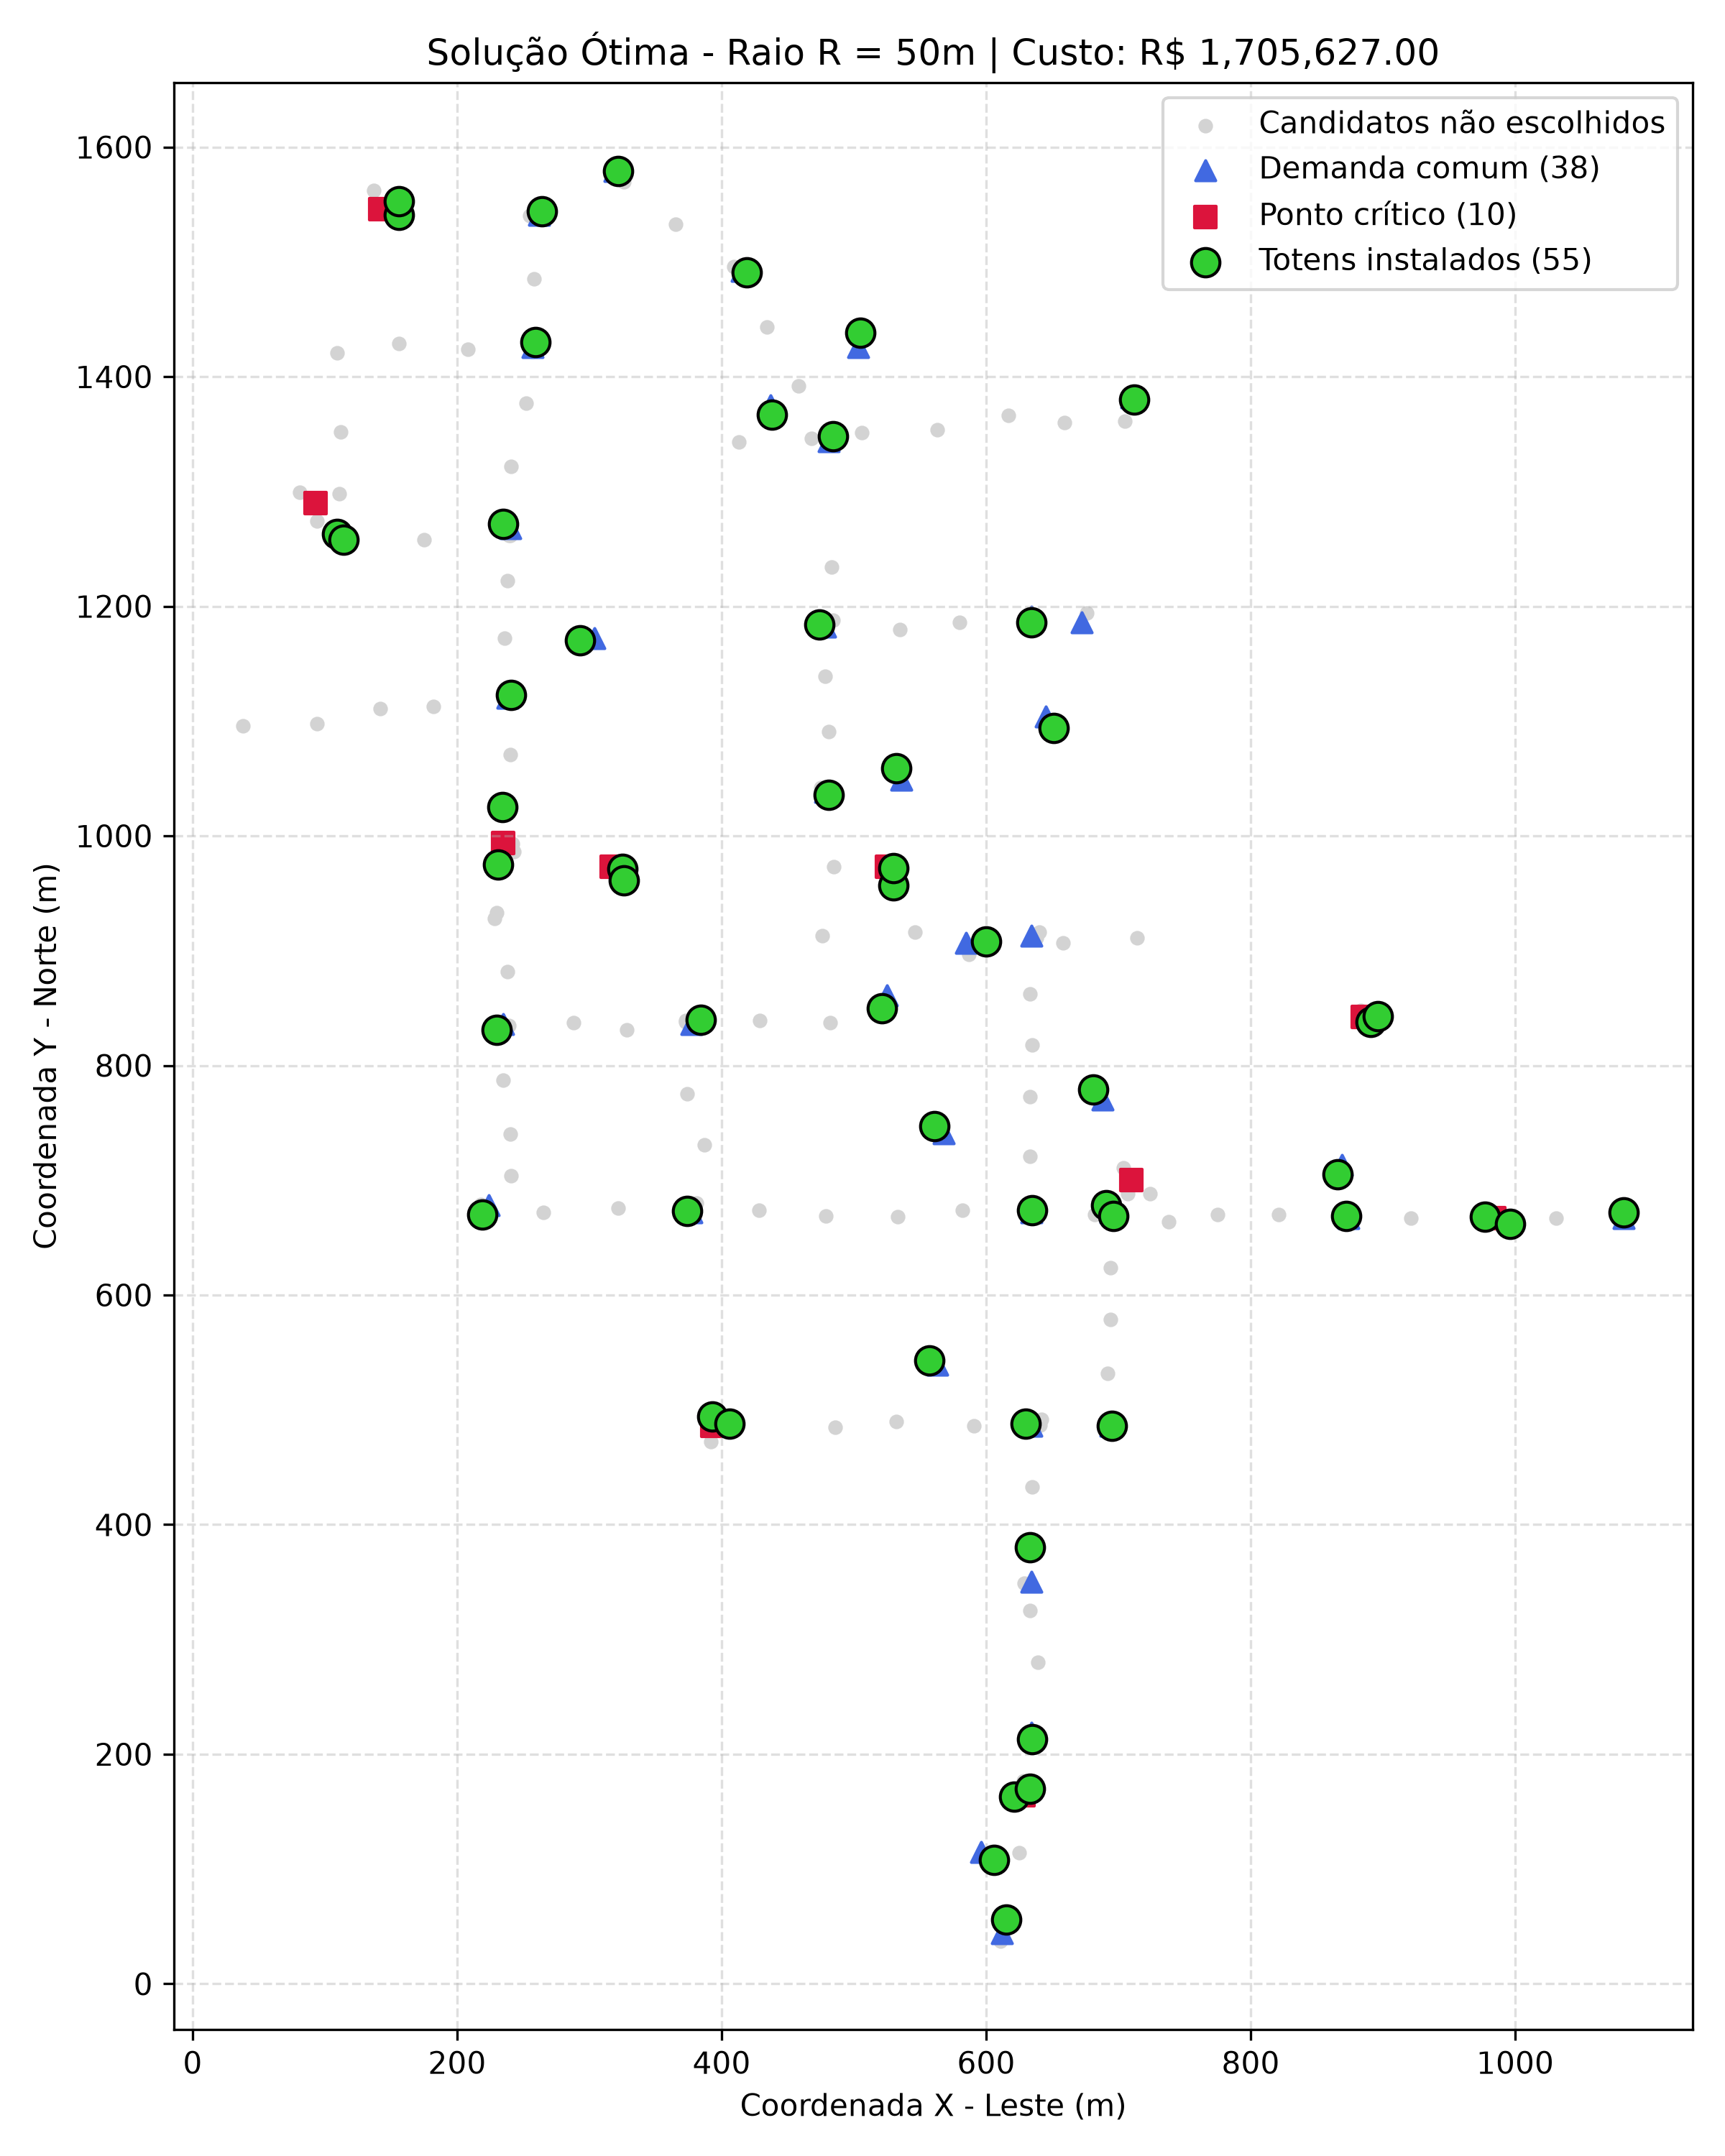 Solução Ótima - Raio R = 50m | Custo: R$ 1,705,627.00
Candidatos não escolhidos
Demanda comum (38)
Ponto crítico (10)
Totens instalados (55)
Coordenada Y - Norte (m)
1600
1400
1200
1000
800
600
400
200
0
0 200 400 600 800 1000
Coordenada X - Leste (m)